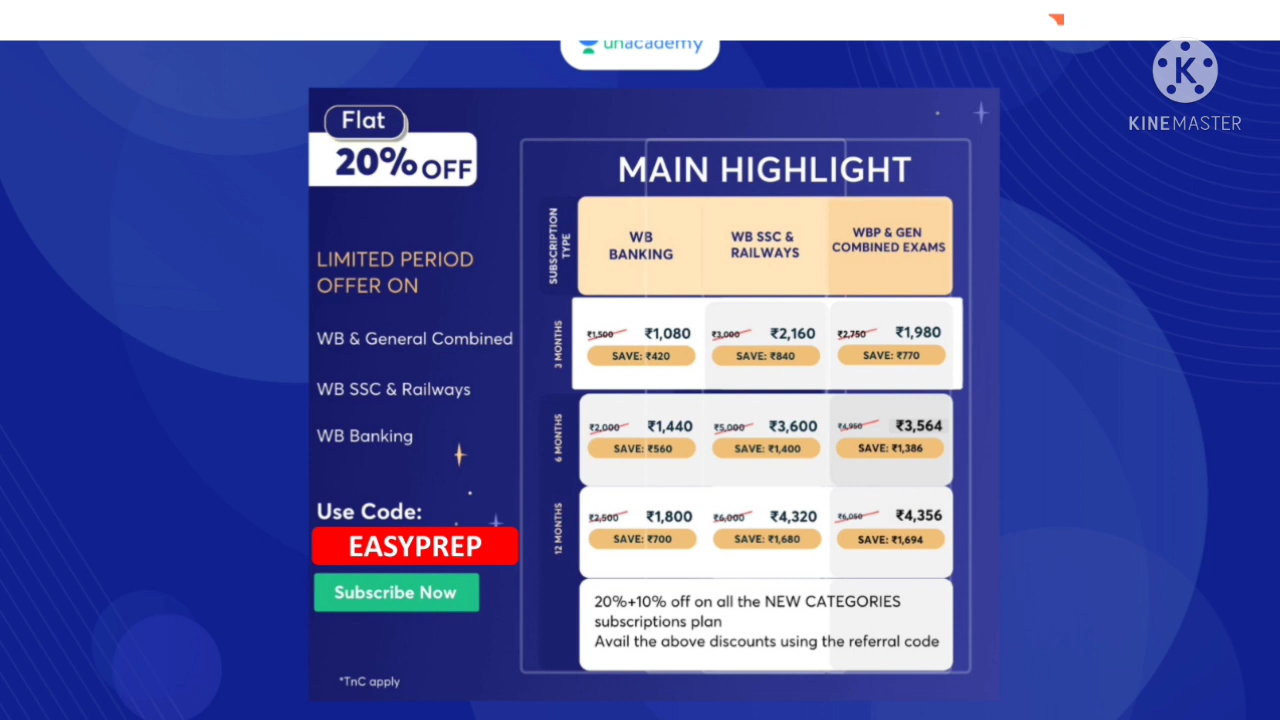 unacademy
KINEMASTER
Flat
20% OFF
LIMITED PERIOD
OFFER ON
WB & General Combined
WB SSC & Railways
WB Banking
Use Code:
EASYPREP
Subscribe Now
*TnC apply
MAIN HIGHLIGHT
SUBSCRIPTION
TYPE
WB
BANKING
WB SSC &
RAILWAYS
WBP & GEN
COMBINED EXAMS
3 MONTHS
₹1,500 ₹1,080 ₹3,000 ₹2,160 ₹2,750 ₹1,980
SAVE: ₹420 SAVE: ₹840 SAVE: ₹770
6 MONTHS
₹2,000 ₹1,440 ₹5,000 ₹3,600 ₹4,950 ₹3,564
SAVE: ₹560 SAVE: ₹1,400 SAVE: ₹1,386
12 MONTHS
₹2,500 ₹1,800 ₹6,000 ₹4,320 ₹6,050 ₹4,356
SAVE: ₹700 SAVE: ₹1,680 SAVE: ₹1,694
20%+10% off on all the NEW CATEGORIES
subscriptions plan
Avail the above discounts using the referral code